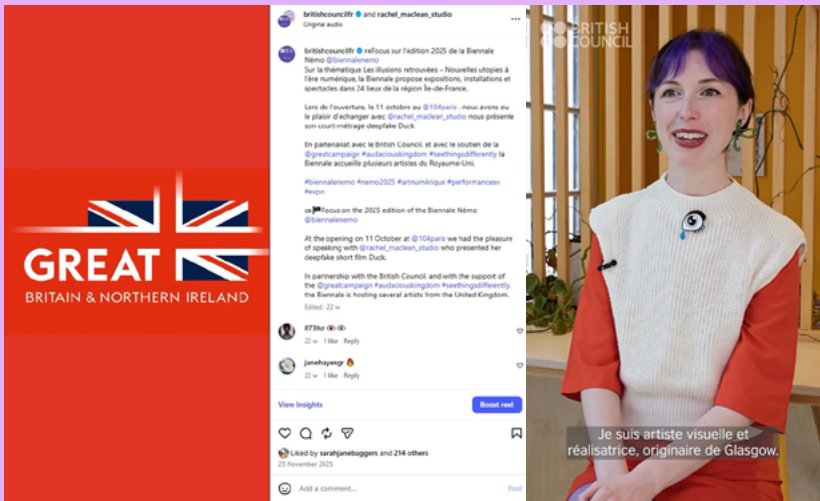 GREAT
BRITAIN & NORTHERN IRELAND
britishcouncilfr and rachel_maclean_studio
Original audio
britishcouncilfr reFocus sur l'édition 2025 de la Biennale
Némo @biennalenemo
Sur la thématique Les illusions retrouvées – Nouvelles utopies à
l'ère numérique, la Biennale propose expositions, installations et
spectacles dans 24 lieux de la région Île-de-France.
Lors de l'ouverture, le 11 octobre au @104paris, nous avons eu
le plaisir d'échanger avec @rachel_maclean_studio nous présente
son court-métrage deepfake Duck.
En partenariat avec le British Council, et avec le soutien de la
@greatcampaign #audaciouskingdom #seethingsdifferently la
Biennale accueille plusieurs artistes du Royaume-Uni.
#biennalenemo #nemo2025 #artnumérique #performanceav
#expo
Focus on the 2025 edition of the Biennale Némo
@biennalenemo
At the opening on 11 October at @104paris we had the pleasure
of speaking with @rachel_maclean_studio who presented her
deepfake short film Duck.
In partnership with the British Council and with the support of
the @greatcampaign #audaciouskingdom #seethingsdifferently,
the Biennale is hosting several artists from the United Kingdom.
Edited 22 w
22 w 1 like Reply
janehayesgr
22 w 1 like Reply
View Insights
Boost reel
Liked by sarahjanebaggers and 214 others
25 November 2025
Add a comment...
Post
BRITISH
COUNCIL
Je suis artiste visuelle et
réalisatrice, originaire de Glasgow.